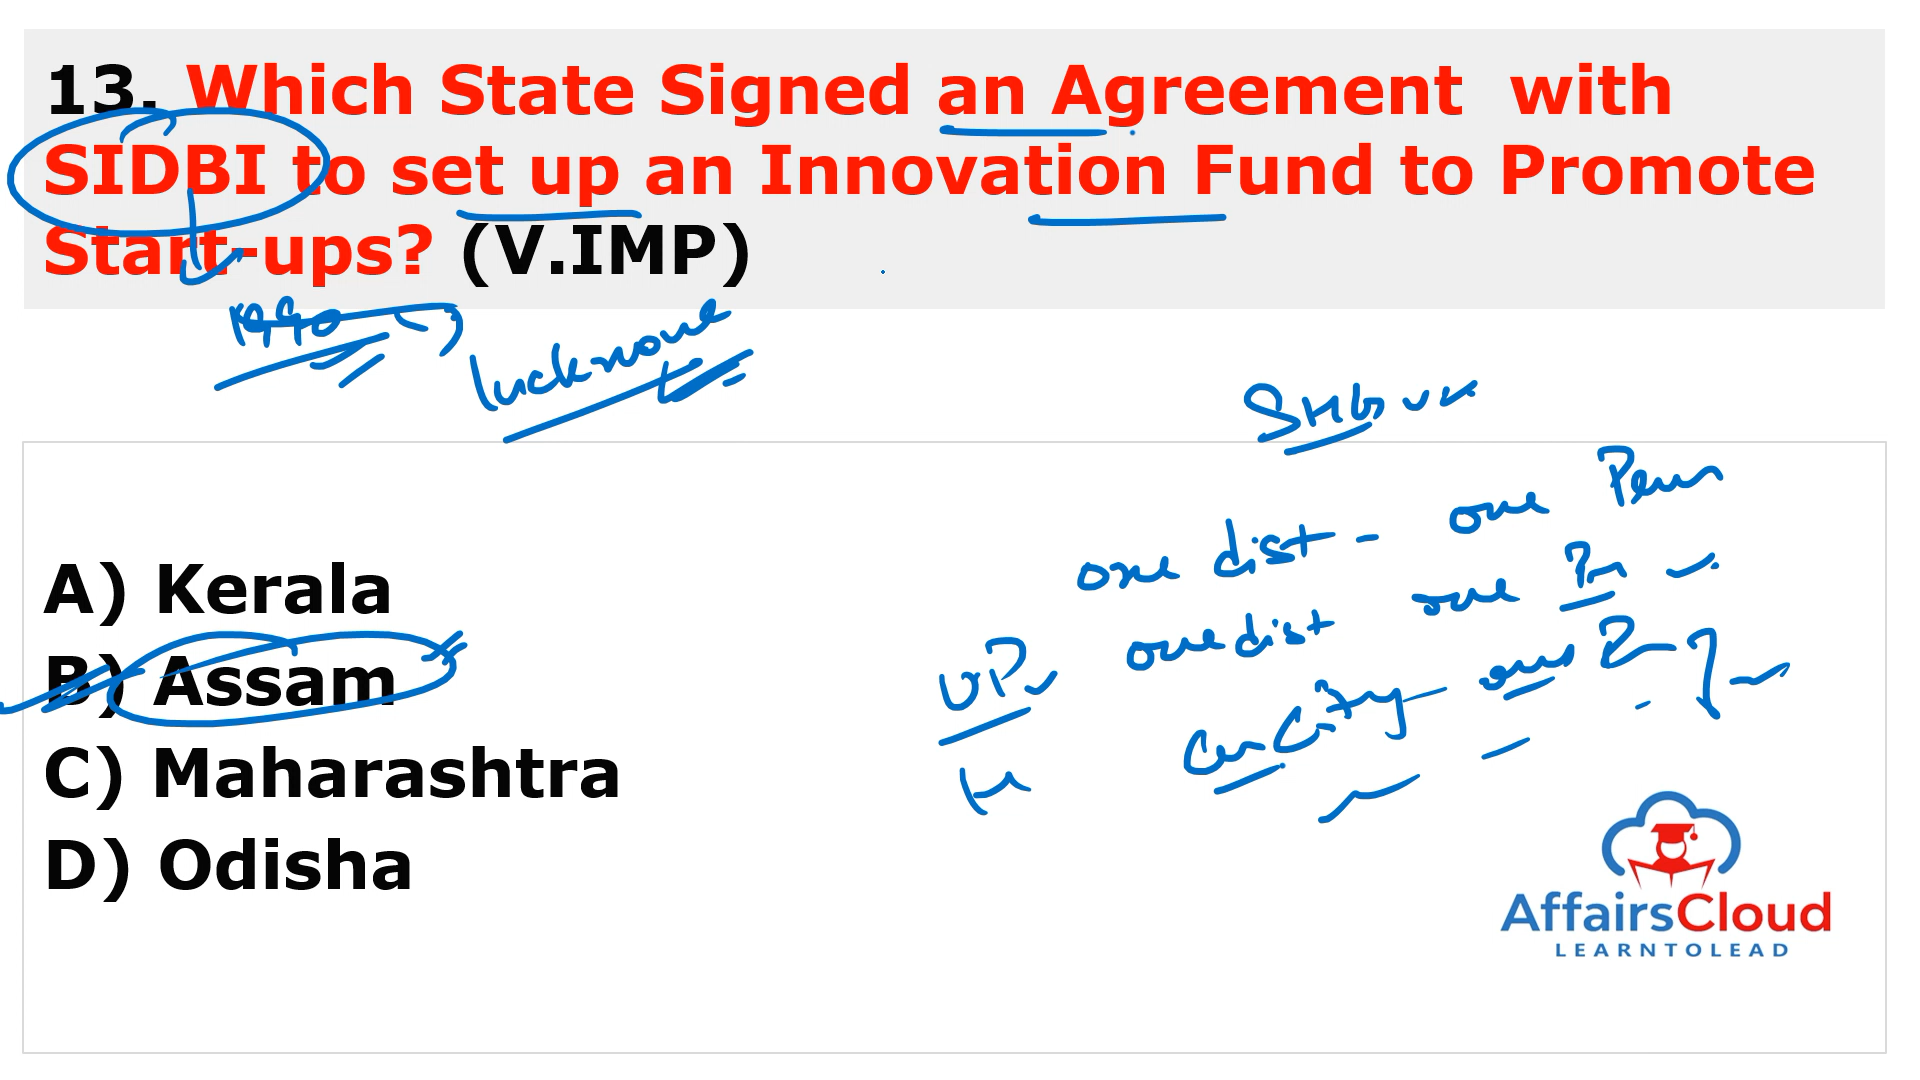 13. Which State Signed an Agreement with
SIDBI to set up an Innovation Fund to Promote
Start-ups? (V.IMP)
1990
lucknow
A) Kerala
B) Assam
C) Maharashtra
D) Odisha
one dist - one
one dist one
UP
AffairsCloud
LEARNTOLEAD